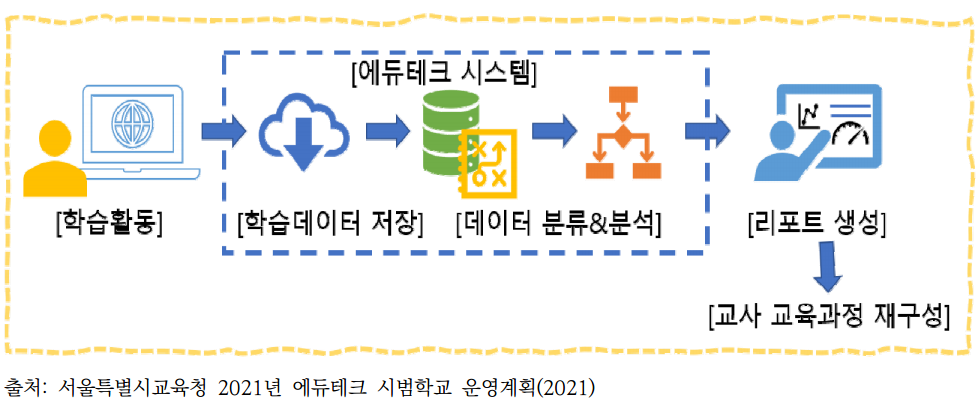 [에듀테크 시스템]
[학습활동]
[학습데이터 저장]
[데이터 분류&분석]
[리포트 생성]
[교사 교육과정 재구성]
출처: 서울특별시교육청 2021년 에듀테크 시범학교 운영계획(2021)